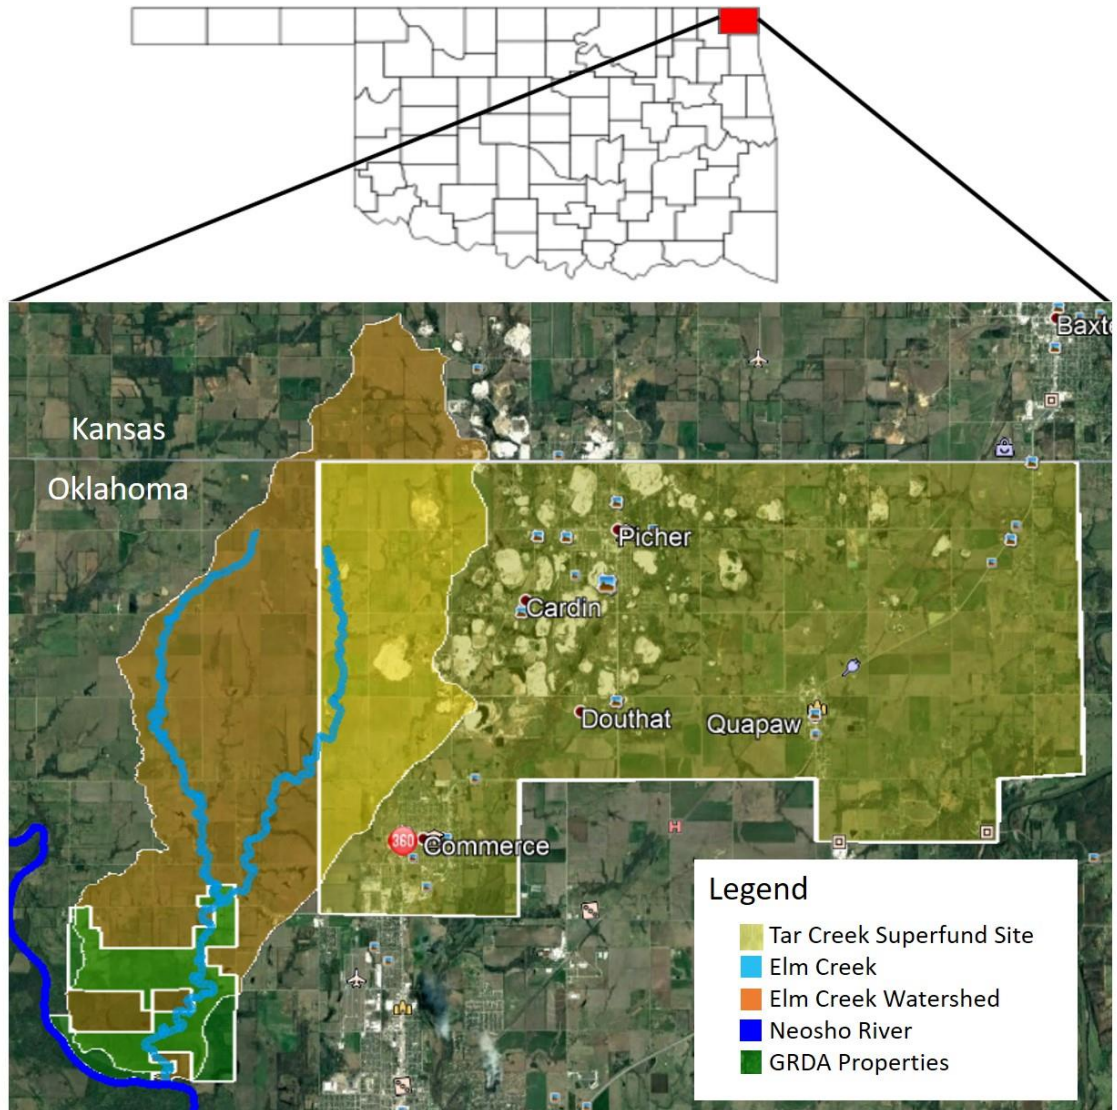 Baxte
Kansas
Oklahoma
Picher
Cardin
Douthat
Quapaw
H
360
Commerce
Legend
Tar Creek Superfund Site
Elm Creek
Elm Creek Watershed
Neosho River
GRDA Properties